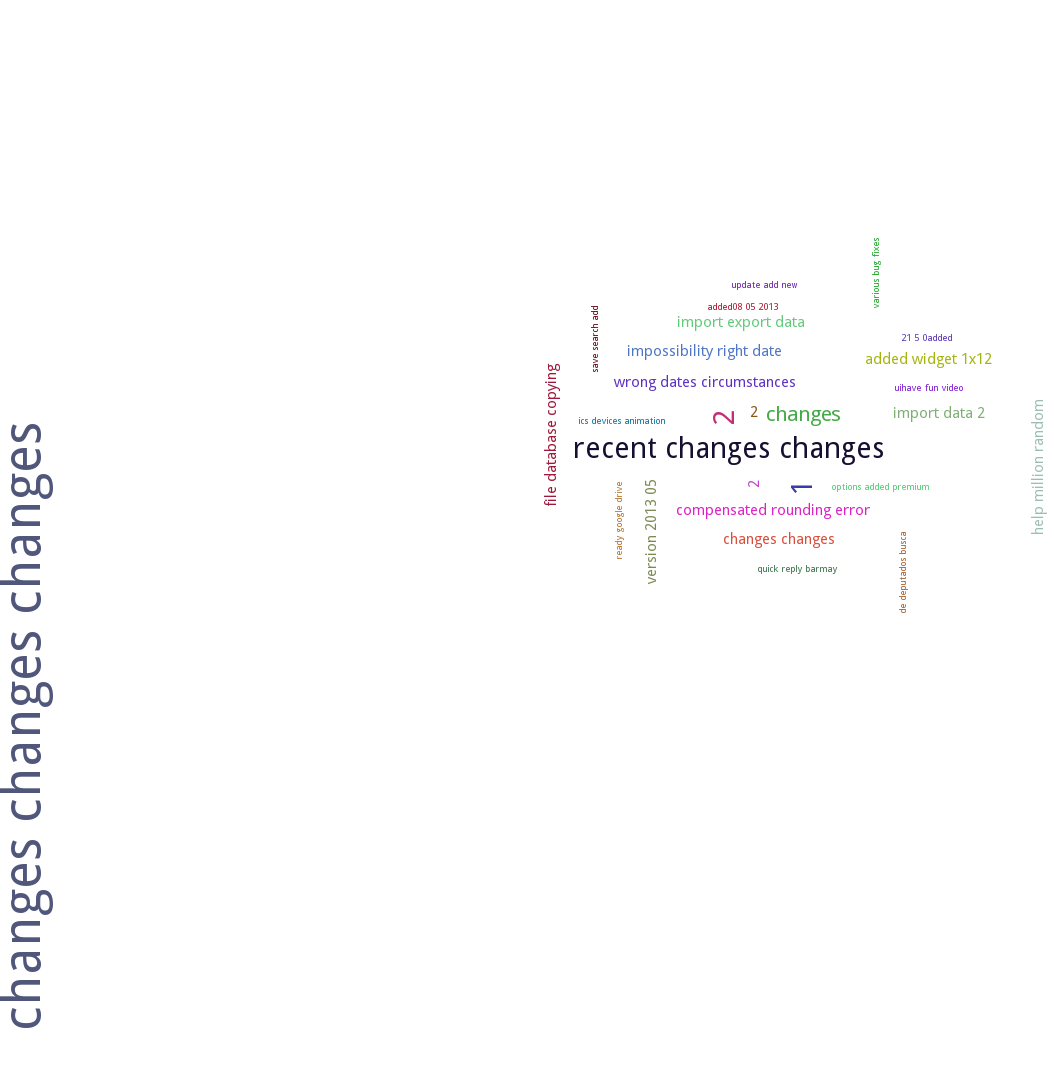 various bug fixes
update add new
added08 05 2013
save search add
import export data
21 5 0added
impossibility right date
added widget 1x12
file database copying
wrong dates circumstances
uihave fun video
help million random
2
2
changes
import data 2
ics devices animation
changes changes changes
recent changes changes
version 2013 05
ready google drive
2
1
options added premium
compensated rounding error
de deputados busca
changes changes
quick reply barmay